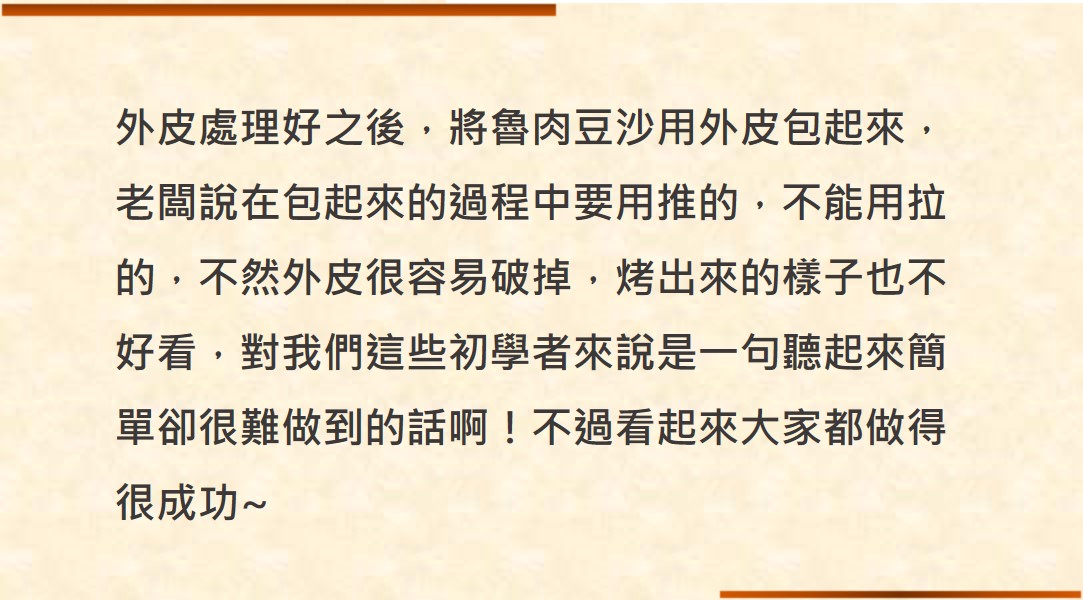 外皮處理好之後，將魯肉豆沙用外皮包起來，
老闆說在包起來的過程中要用推的，不能用拉
的，不然外皮很容易破掉，烤出來的樣子也不
好看，對我們這些初學者來說是一句聽起來簡
單卻很難做到的話啊！不過看起來大家都做得
很成功~